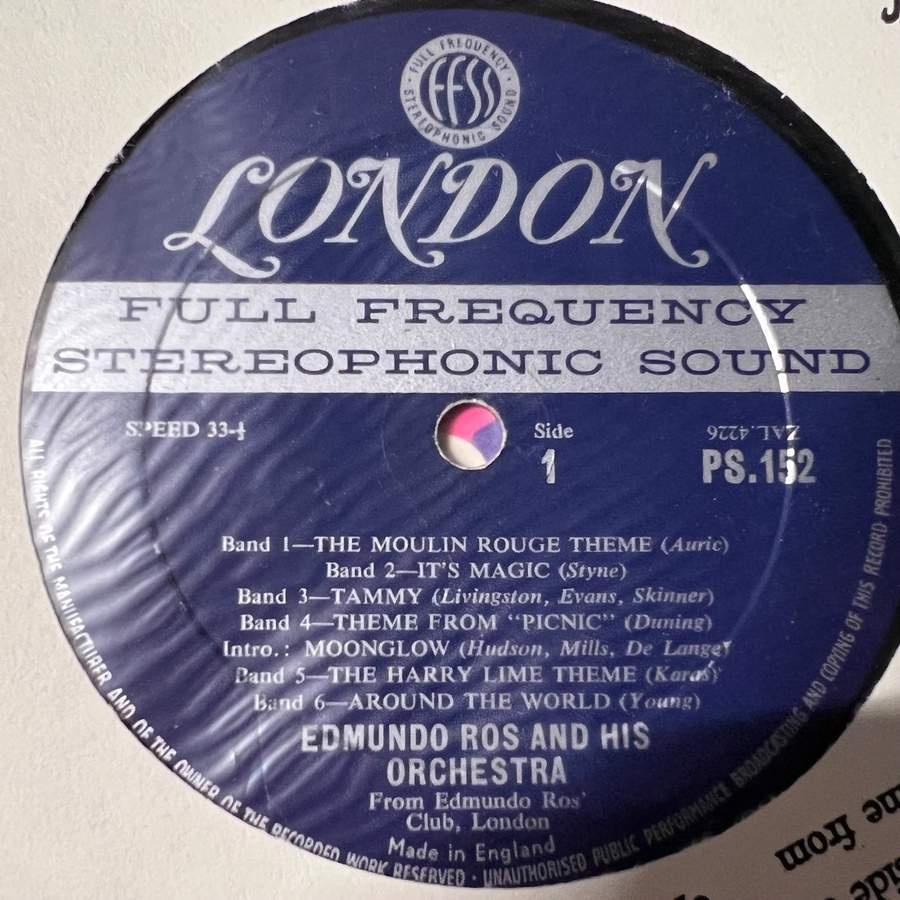 FULL FREQUENCY
FFSS
STEREOPHONIC SOUND
LONDON
FULL FREQUENCY
STEREOPHONIC SOUND
SPEED 33-⅓
Side
1
ZAL.4226
PS.152
Band 1—THE MOULIN ROUGE THEME (Auric)
Band 2—IT'S MAGIC (Styne)
Band 3—TAMMY (Livingston, Evans, Skinner)
Band 4—THEME FROM "PICNIC" (Duning)
Intro.: MOONGLOW (Hudson, Mills, De Lange)
Band 5—THE HARRY LIME THEME (Karas)
Band 6—AROUND THE WORLD (Young)
EDMUNDO ROS AND HIS
ORCHESTRA
From Edmundo Ros'
Club, London
Made in England
ALL RIGHTS OF THE MANUFACTURER AND OF THE OWNER OF THE RECORDED WORK RESERVED · UNAUTHORISED PUBLIC PERFORMANCE BROADCASTING AND COPYING OF THIS RECORD PROHIBITED
from